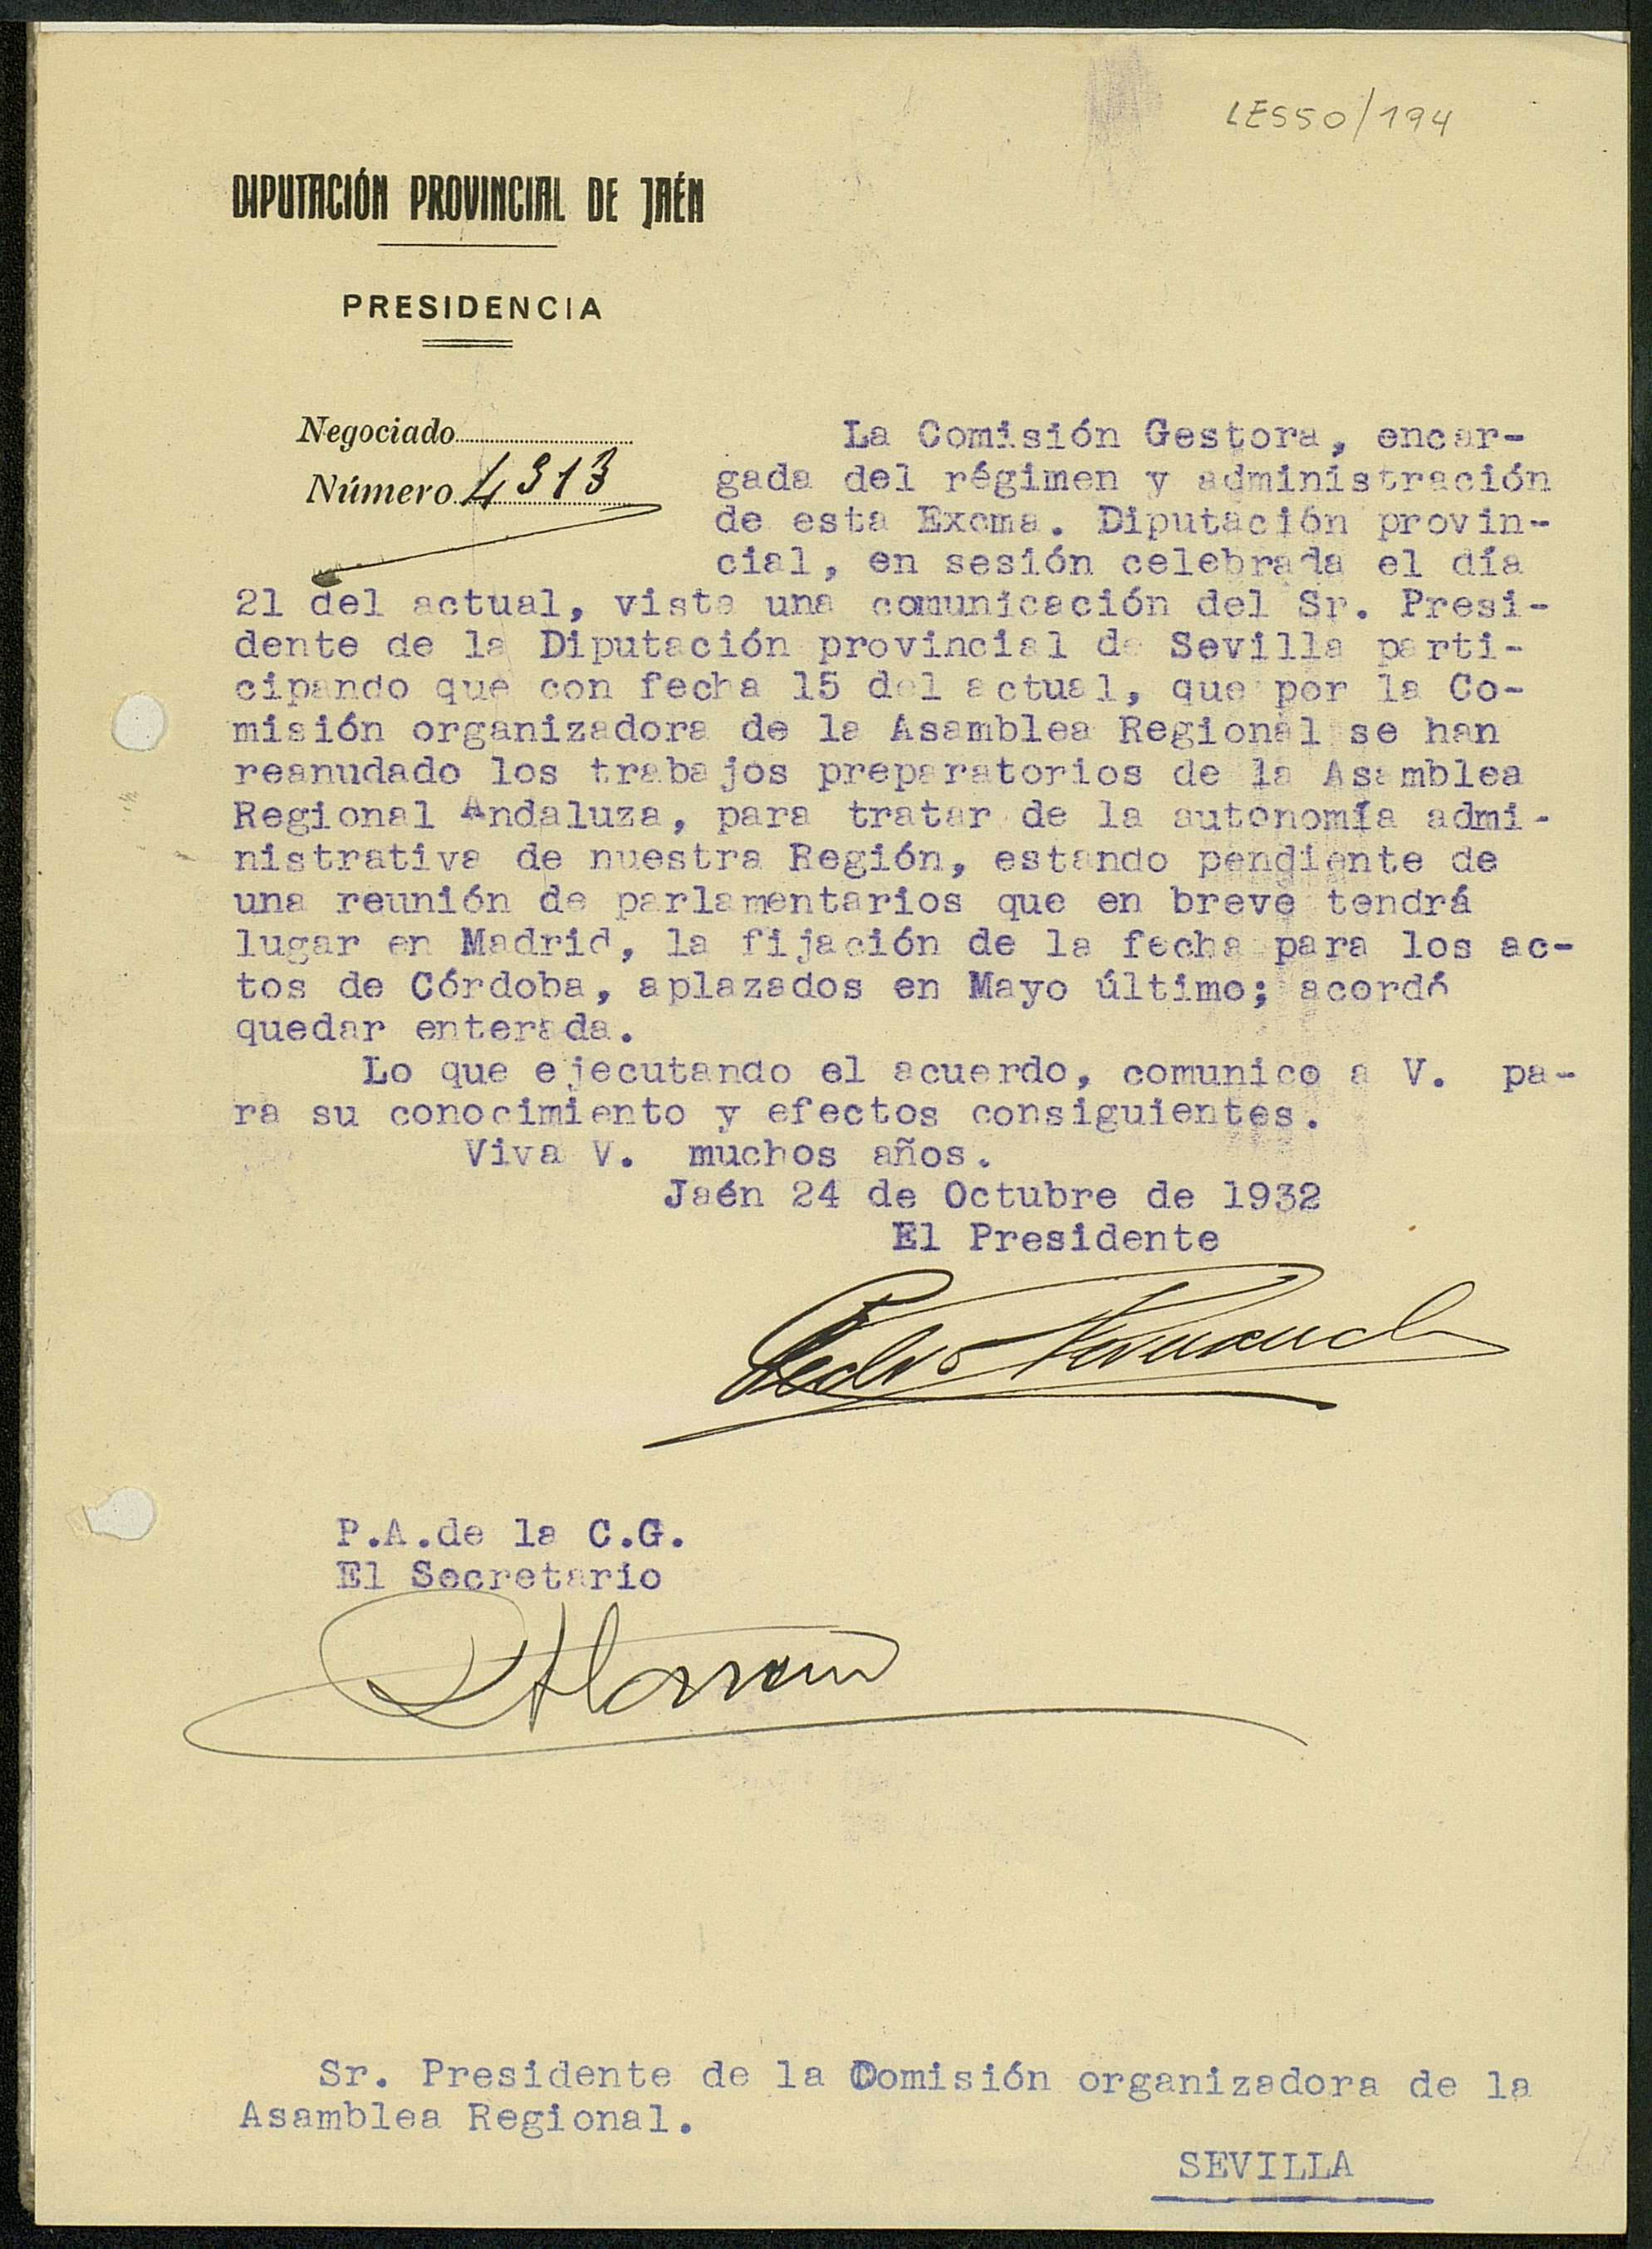 LES50/194
DIPUTACIÓN PROVINCIAL DE JAÉN
PRESIDENCIA
Negociado
Número 4313
La Comisión Gestora, encar-
gada del régimen y administración
de esta Excma. Diputación provin-
cial, en sesión celebrada el día
21 del actual, vista una comunicación del Sr. Presi-
dente de la Diputación provincial de Sevilla parti-
cipando que con fecha 15 del actual, que por la Co-
misión organizadora de la Asamblea Regional se han
reanudado los trabajos preparatorios de la Asamblea
Regional Andaluza, para tratar de la autonomía admi-
nistrativa de nuestra Región, estando pendiente de
una reunión de parlamentarios que en breve tendrá
lugar en Madrid, la fijación de la fecha para los ac-
tos de Córdoba, aplazados en Mayo último; acordó
quedar enterada.
Lo que ejecutando el acuerdo, comunico a V. pa-
ra su conocimiento y efectos consiguientes.
Viva V. muchos años.
Jaén 24 de Octubre de 1932
El Presidente
Pedro
P.A.de la C.G.
El Secretario
Sr. Presidente de la Comisión organizadora de la
Asamblea Regional.
SEVILLA